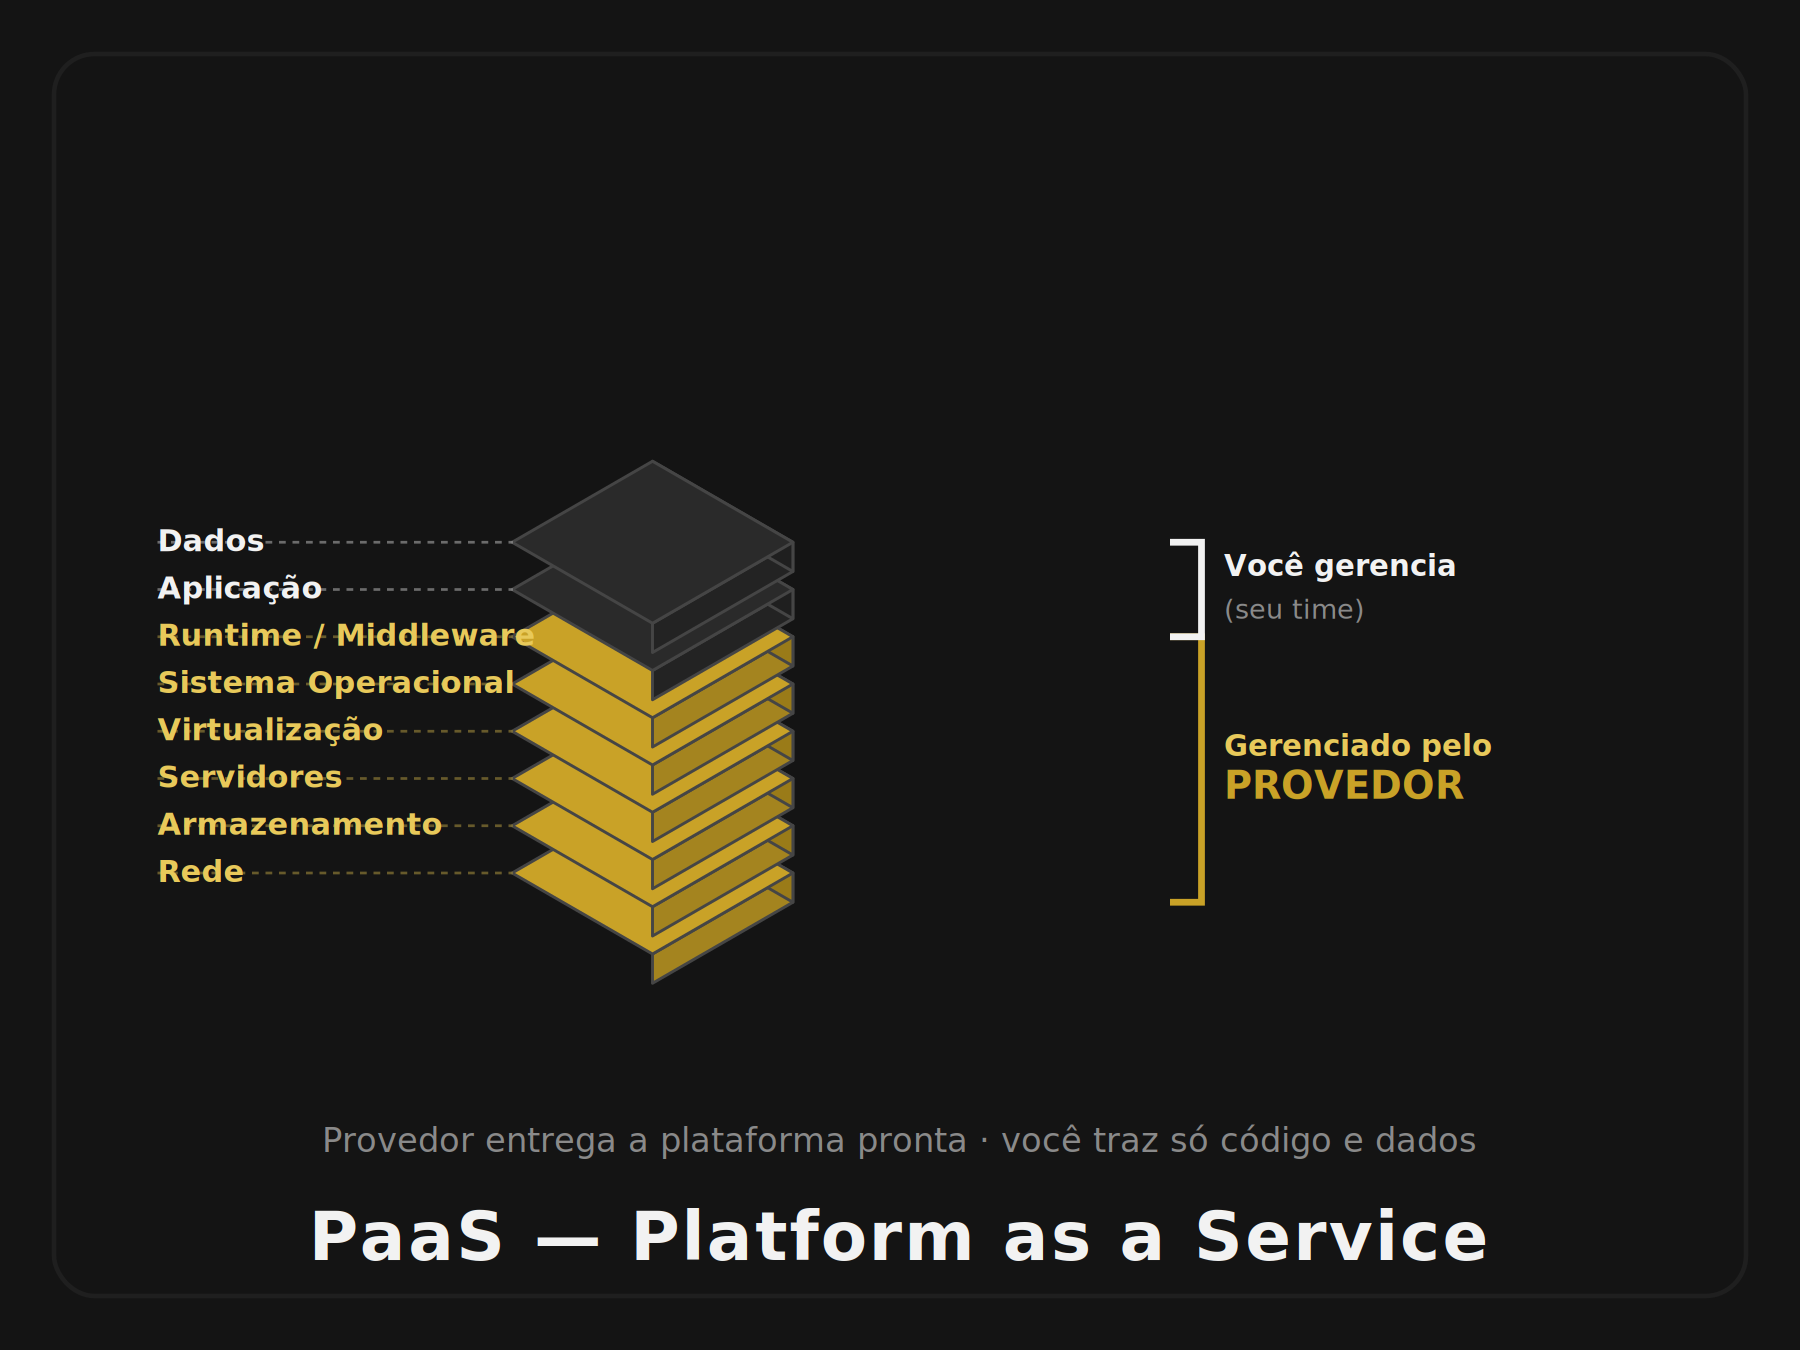 Dados
Aplicação
Runtime / Middleware
Sistema Operacional
Virtualização
Servidores
Armazenamento
Rede
Você gerencia
(seu time)
Gerenciado pelo
PROVEDOR
Provedor entrega a plataforma pronta · você traz só código e dados
PaaS — Platform as a Service